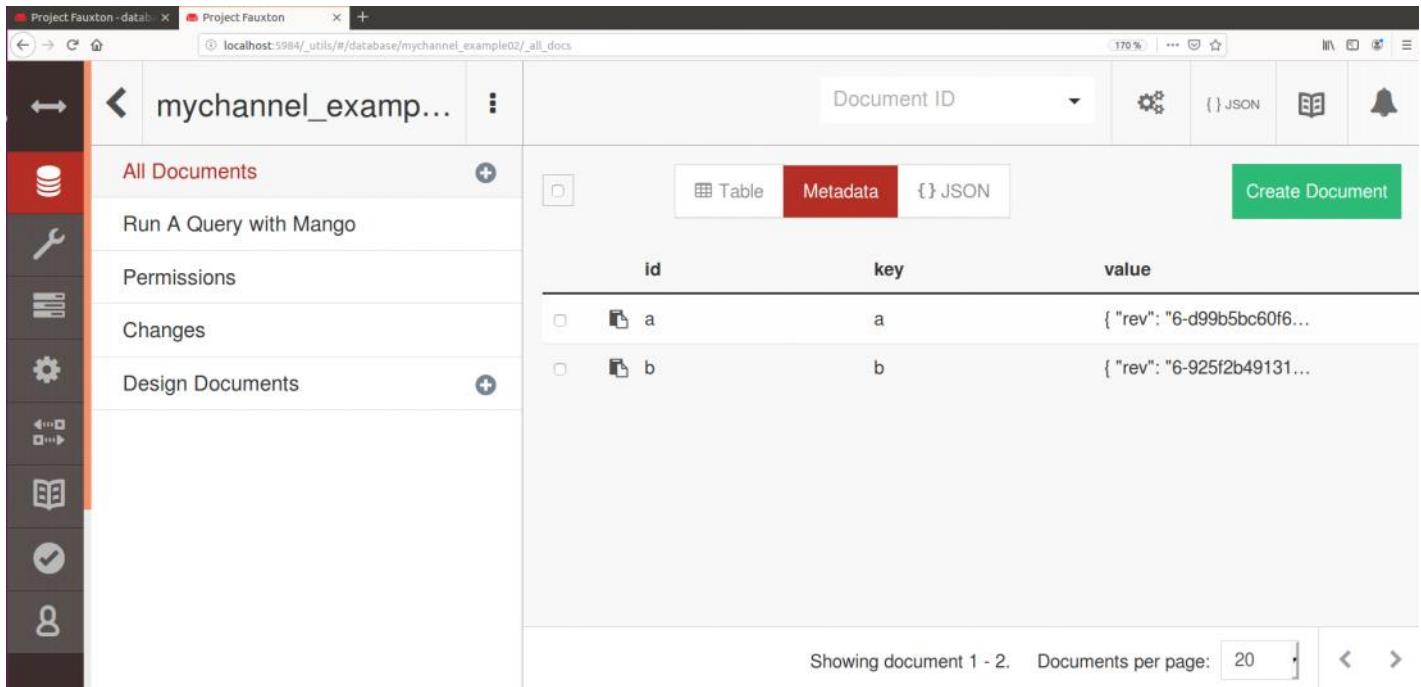 Project Fauxton - datab
Project Fauxton
localhost:5984/_utils/#/database/mychannel_example02/_all_docs
170%
mychannel_examp...
Document ID
{ } JSON
All Documents
Run A Query with Mango
Permissions
Changes
Design Documents
Table
Metadata
{ } JSON
Create Document
id key value
a a { "rev": "6-d99b5bc60f6...
b b { "rev": "6-925f2b49131...
Showing document 1 - 2. Documents per page: 20